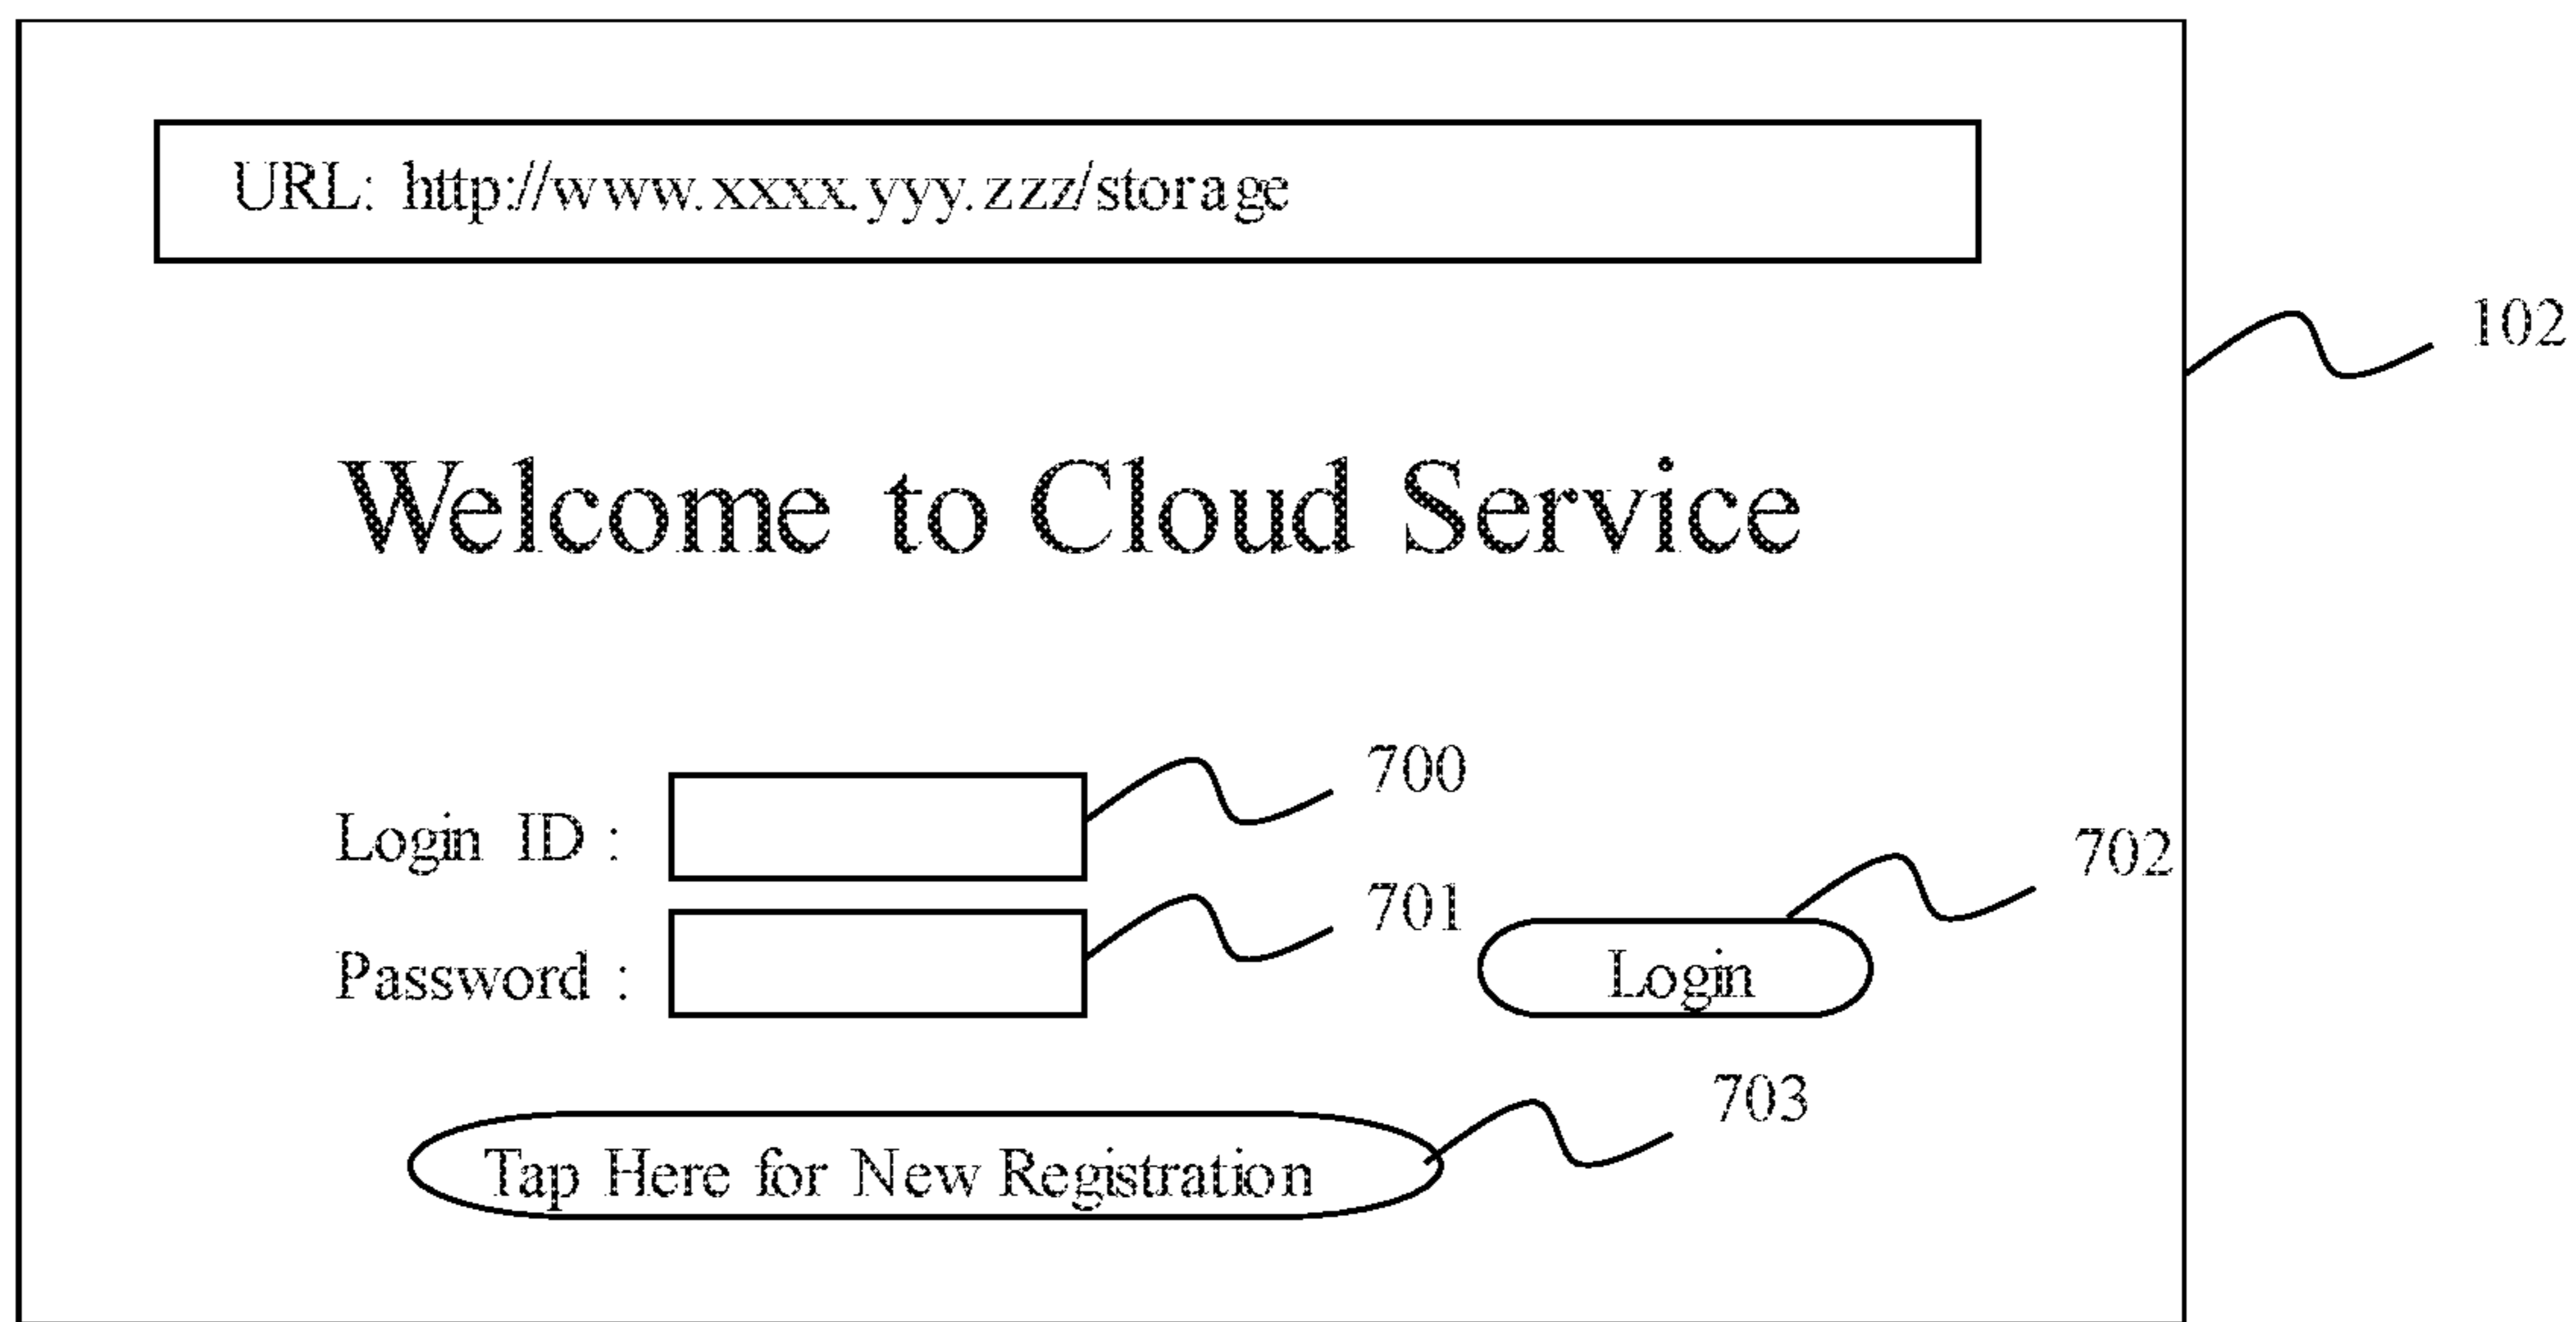 URL: http://www.xxxx.yyy.zzz/storage
102
Welcome to Cloud Service
700
Login ID :
702
701
Password :
Login
703
Tap Here for New Registration